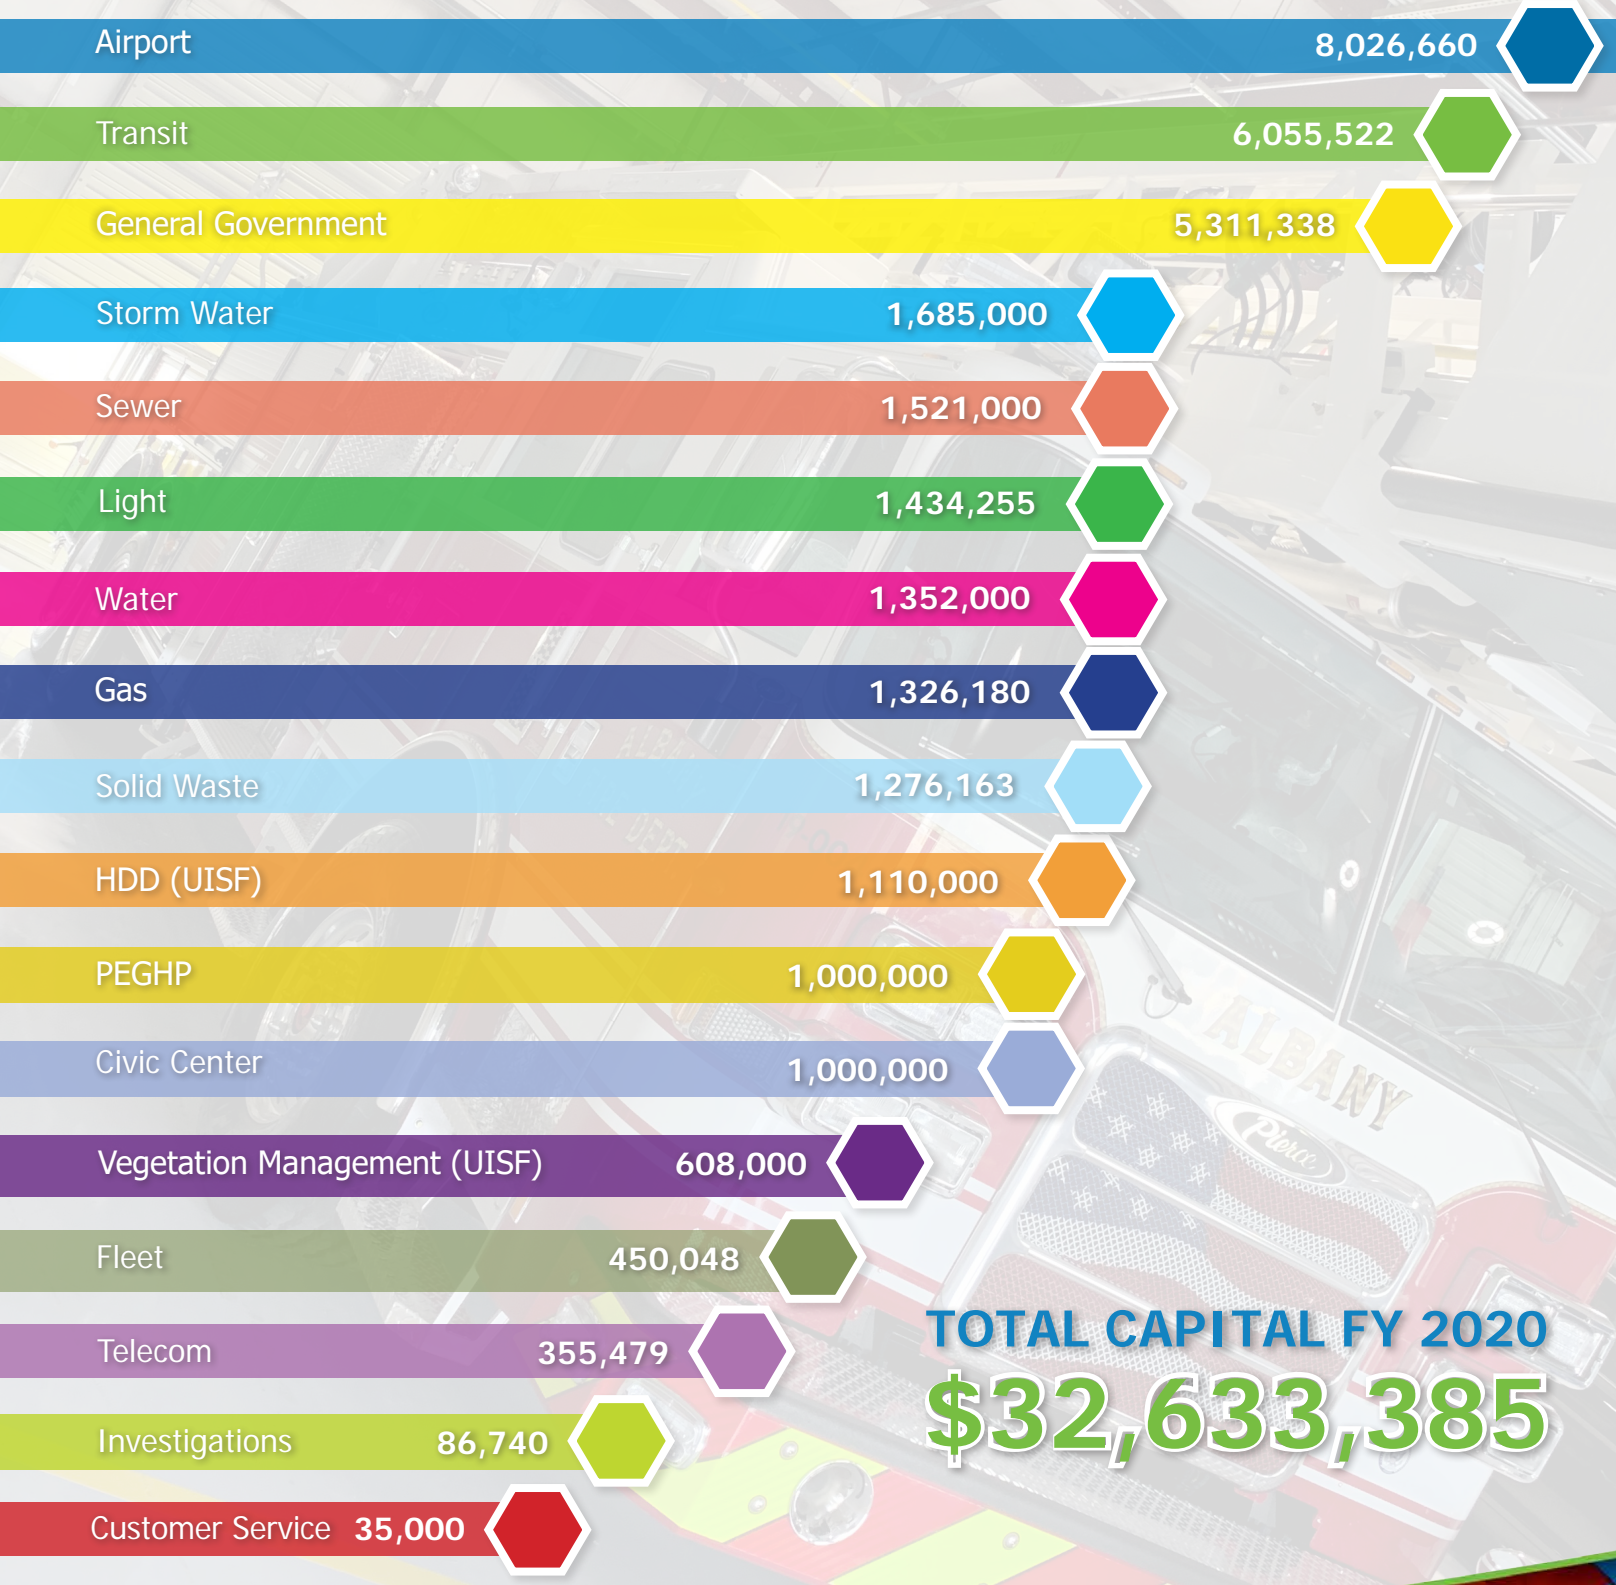 Airport 8,026,660
Transit 6,055,522
General Government 5,311,338
Storm Water 1,685,000
Sewer 1,521,000
Light 1,434,255
Water 1,352,000
Gas 1,326,180
Solid Waste 1,276,163
HDD (UISF) 1,110,000
PEGHP 1,000,000
Civic Center 1,000,000
Vegetation Management (UISF) 608,000
Fleet 450,048
Telecom 355,479
Investigations 86,740
Customer Service 35,000
TOTAL CAPITAL FY 2020
$32,633,385
ALBANY
Pierce